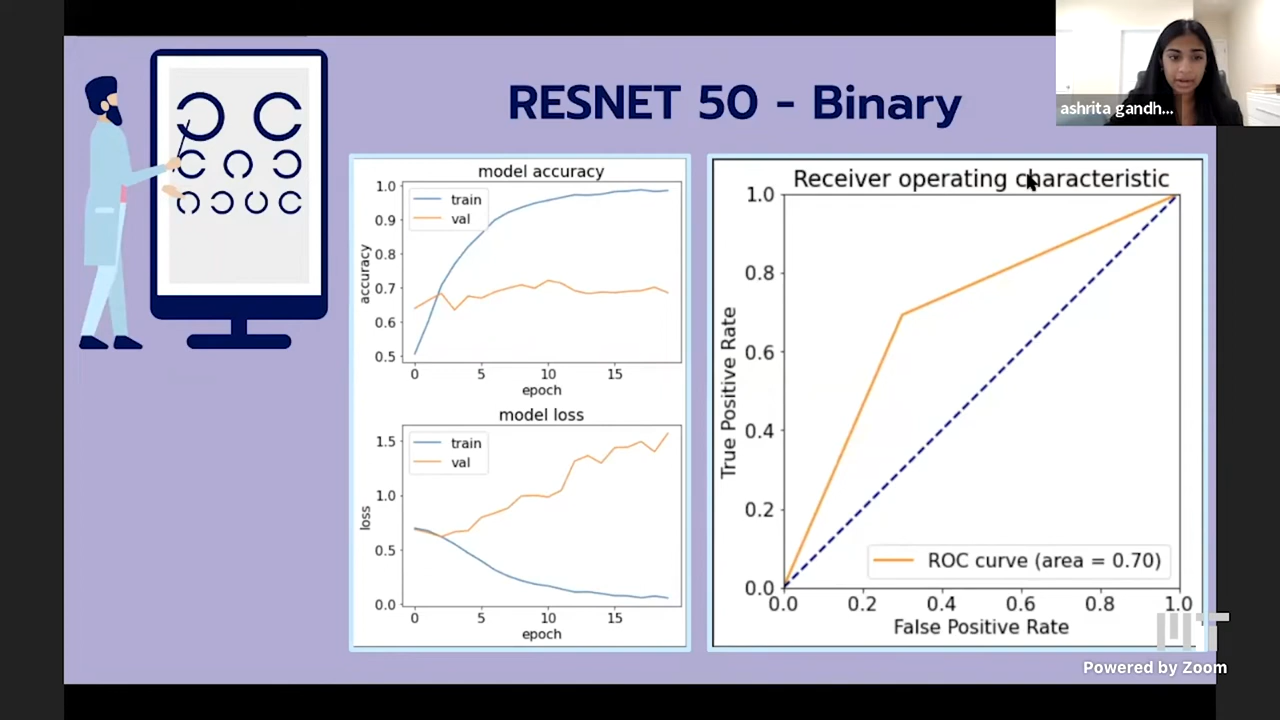 ashrita gandh...
RESNET 50 - Binary
model accuracy
train
val
1.0
0.9
0.8
0.7
0.6
0.5
accuracy
0 5 10 15
epoch
model loss
train
val
1.5
1.0
0.5
0.0
loss
0 5 10 15
epoch
Receiver operating characteristic
1.0
0.8
0.6
0.4
0.2
0.0
True Positive Rate
ROC curve (area = 0.70)
0.0 0.2 0.4 0.6 0.8 1.0
False Positive Rate
MIT
Powered by Zoom